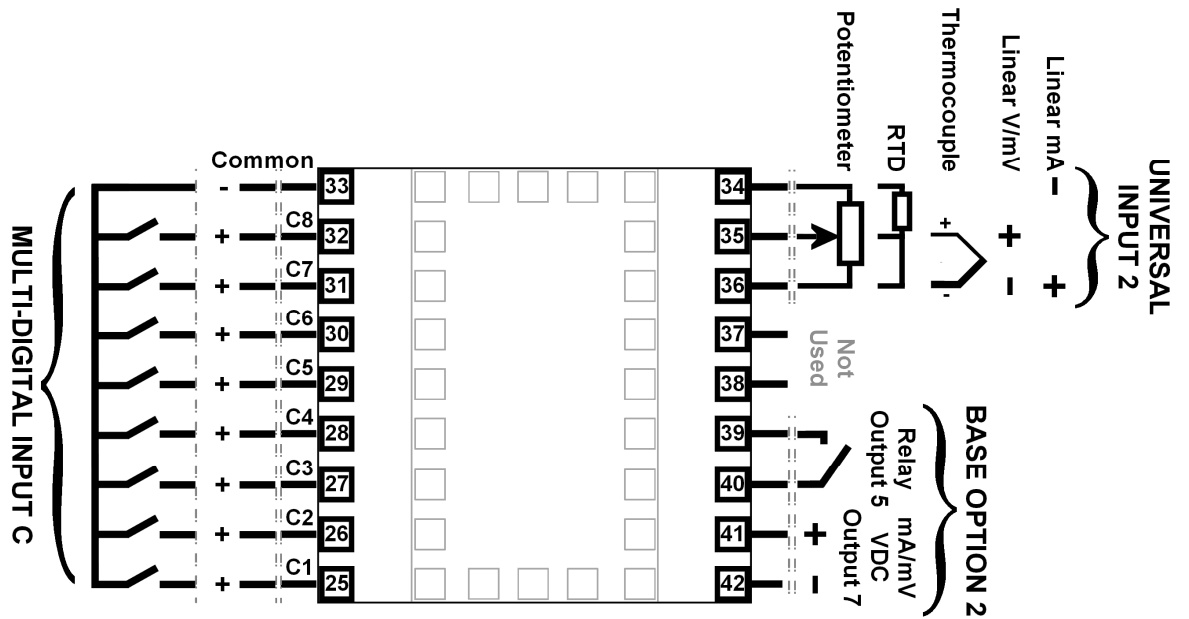 MULTI-DIGITAL INPUT C
Common
-
33
C8
+
32
C7
+
31
C6
+
30
C5
+
29
C4
+
28
C3
+
27
C2
+
26
C1
+
25
34
35
36
37
38
39
40
41
42
Potentiometer
RTD
Thermocouple
+
-
Linear V/mV
+
-
Linear mA
-
+
UNIVERSAL
INPUT 2
Not
Used
BASE OPTION 2
Relay
Output 5
mA/mV
VDC
Output 7
+
-